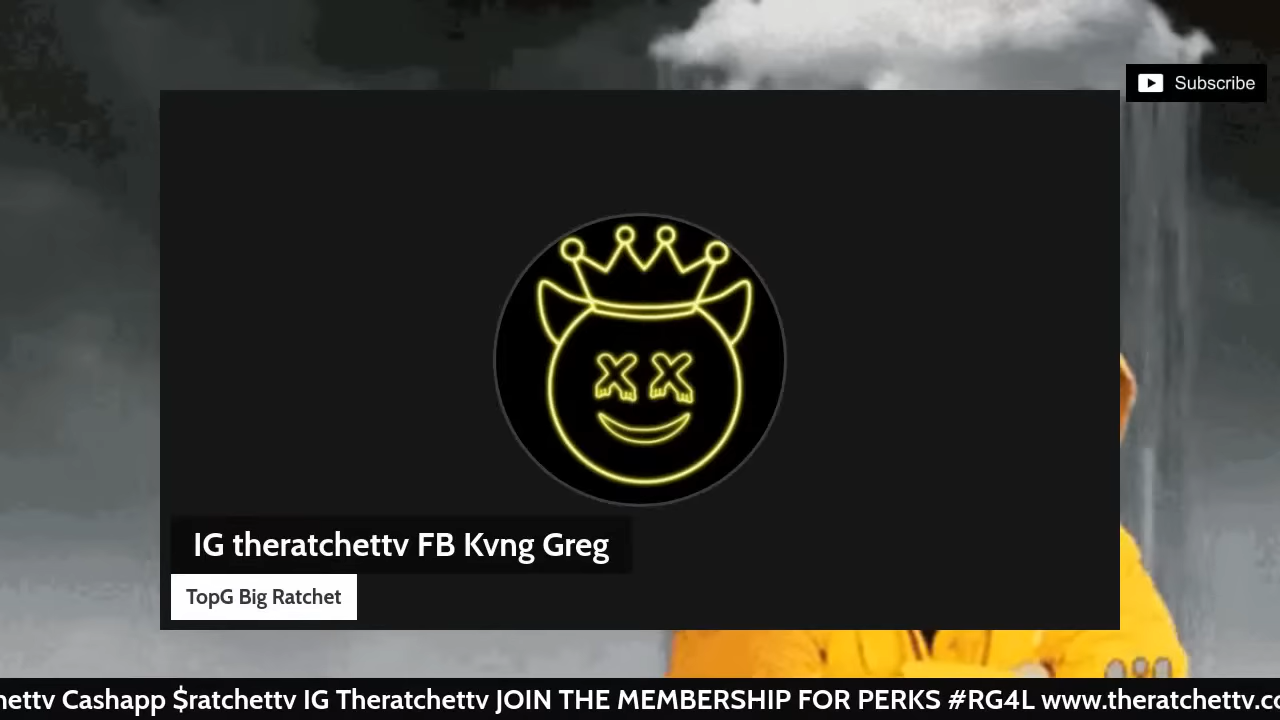 Subscribe
IG theratchettv FB Kvng Greg
TopG Big Ratchet
Cashapp $ratchettv IG Theratchettv JOIN THE MEMBERSHIP FOR PERKS #RG4L